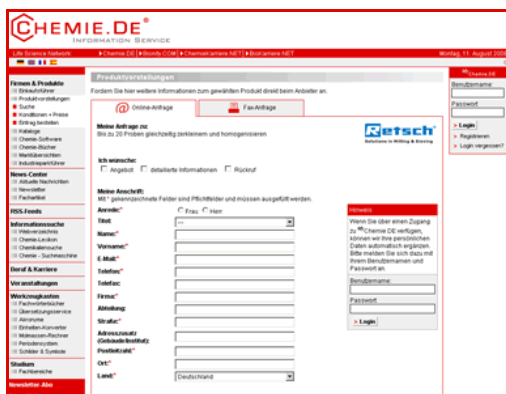 CHEMIE.DE®
INFORMATION SERVICE
Life Science Network: Chemie.DE | Bionity.COM | ChemieKarriere.NET | BioKarriere.NET Montag, 11. August 2008
Firmen & Produkte
Einkaufsführer
Produktvorstellungen
Suche
Konditionen + Preise
Eintrag bestellen
Kataloge
Chemie-Software
Chemie-Bücher
Marktübersichten
Industrieparkführer
News-Center
Aktuelle Nachrichten
Newsletter
Fachartikel
RSS-Feeds
Informationssuche
Webverzeichnis
Chemie-Lexikon
Chemikaliensuche
Chemie - Suchmaschine
Beruf & Karriere
Veranstaltungen
Werkzeugkasten
Fachwörterbücher
Übersetzungsservice
Akronyme
Einheiten-Konverter
Molmassen-Rechner
Periodensystem
Schilder & Symbole
Studium
Fachbereiche
Newsletter-Abo
Produktvorstellungen
Fordern Sie hier weitere Informationen zum gewählten Produkt direkt beim Anbieter an.
Online-Anfrage Fax-Anfrage
Meine Anfrage zu:
Bis zu 20 Proben gleichzeitig zerkleinern und homogenisieren
Retsch®
Solutions in Milling & Sieving
Ich wünsche:
Angebot detaillierte Informationen Rückruf
Meine Anschrift:
Mit * gekennzeichnete Felder sind Pflichtfelder und müssen ausgefüllt werden.
Anrede:* Frau Herr
Titel: ---
Name:*
Vorname:*
E-Mail:*
Telefon:*
Telefax:
Firma:*
Abteilung:
Straße:*
Adresszusatz
(Gebäude/Institut):
Postleitzahl:*
Ort:*
Land:* Deutschland
Hinweis
Wenn Sie über einen Zugang
zu myChemie.DE verfügen,
können wir Ihre persönlichen
Daten automatisch ergänzen.
Bitte melden Sie sich dazu mit
Ihrem Benutzernamen und
Passwort an.
Benutzername:
Passwort:
> Login
myChemie.DE
Benutzername:
Passwort:
> Login
> Registrieren
> Login vergessen?